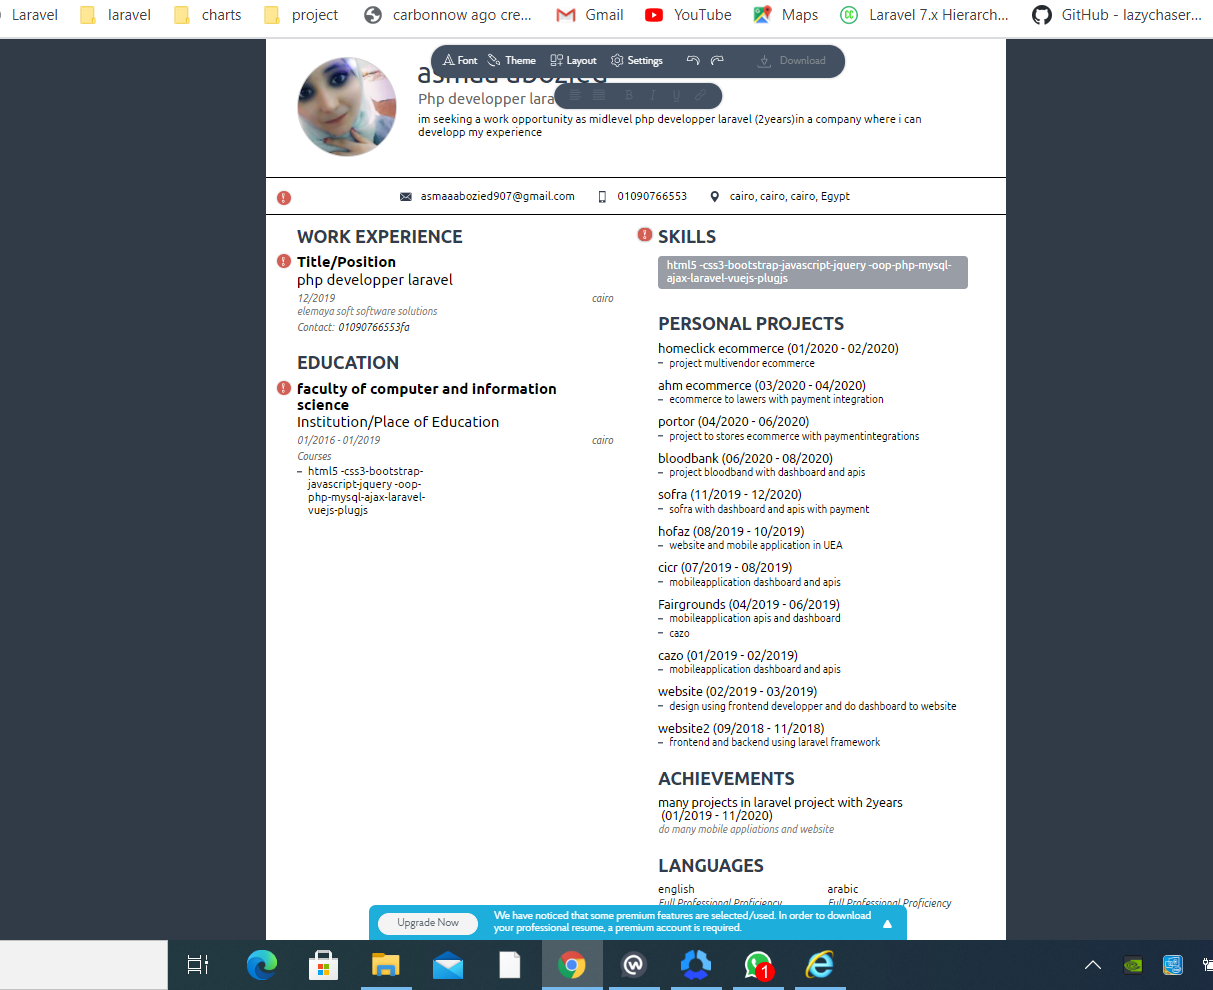 Laravel laravel charts project carbonnow ago cre... Gmail YouTube Maps Laravel 7.x Hierarch... GitHub - lazychaser...
Font Theme Layout Settings Download
asmaa abozied
Php developper lara
B I U
im seeking a work opportunity as midlevel php developper laravel (2years)in a company where i can
developp my experience
asmaaabozied907@gmail.com 01090766553 cairo, cairo, cairo, Egypt
WORK EXPERIENCE
Title/Position
php developper laravel
12/2019 cairo
elemaya soft software solutions
Contact: 01090766553fa
EDUCATION
faculty of computer and information
science
Institution/Place of Education
01/2016 - 01/2019 cairo
Courses
– html5 -css3-bootstrap-
javascript-jquery -oop-
php-mysql-ajax-laravel-
vuejs-plugjs
SKILLS
html5 -css3-bootstrap-javascript-jquery -oop-php-mysql-
ajax-laravel-vuejs-plugjs
PERSONAL PROJECTS
homeclick ecommerce (01/2020 - 02/2020)
– project multivendor ecommerce
ahm ecommerce (03/2020 - 04/2020)
– ecommerce to lawers with payment integration
portor (04/2020 - 06/2020)
– project to stores ecommerce with paymentintegrations
bloodbank (06/2020 - 08/2020)
– project bloodband with dashboard and apis
sofra (11/2019 - 12/2020)
– sofra with dashboard and apis with payment
hofaz (08/2019 - 10/2019)
– website and mobile application in UEA
cicr (07/2019 - 08/2019)
– mobileapplication dashboard and apis
Fairgrounds (04/2019 - 06/2019)
– mobileapplication apis and dashboard
– cazo
cazo (01/2019 - 02/2019)
– mobileapplication dashboard and apis
website (02/2019 - 03/2019)
– design using frontend developper and do dashboard to website
website2 (09/2018 - 11/2018)
– frontend and backend using laravel framework
ACHIEVEMENTS
many projects in laravel project with 2years
(01/2019 - 11/2020)
do many mobile appliations and website
LANGUAGES
english arabic
Full Professional Proficiency Full Professional Proficiency
Upgrade Now
We have noticed that some premium features are selected/used. In order to download
your professional resume, a premium account is required.
1